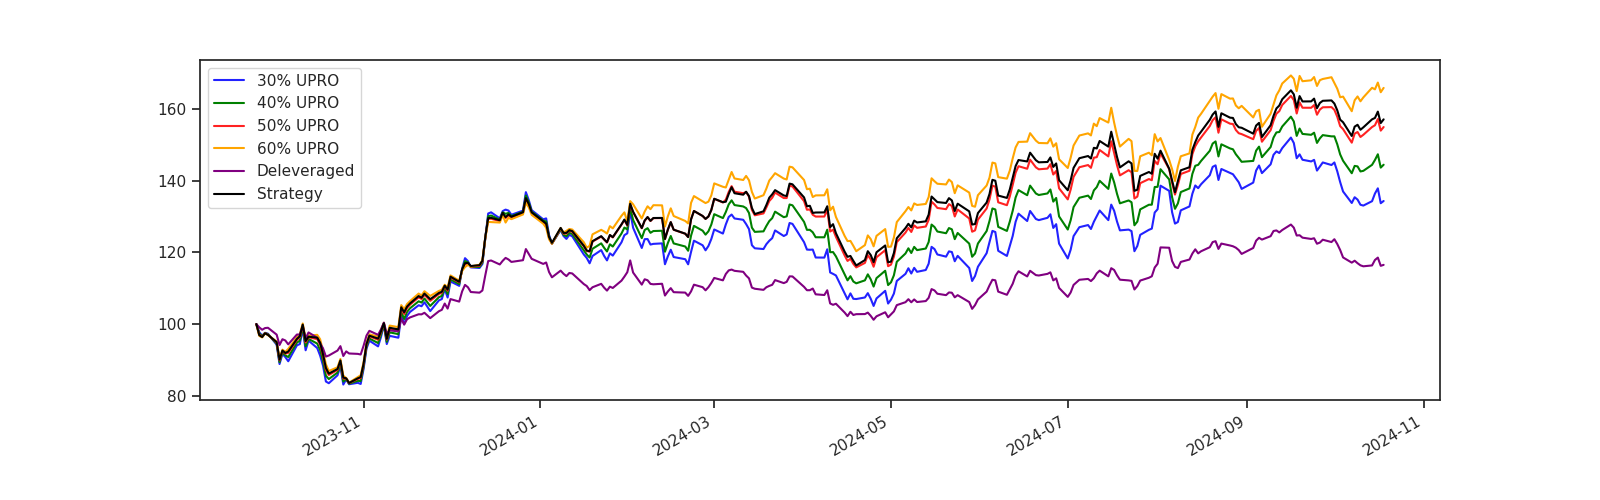 30% UPRO
40% UPRO
50% UPRO
60% UPRO
Deleveraged
Strategy
160
140
120
100
80
2023-11
2024-01
2024-03
2024-05
2024-07
2024-09
2024-11